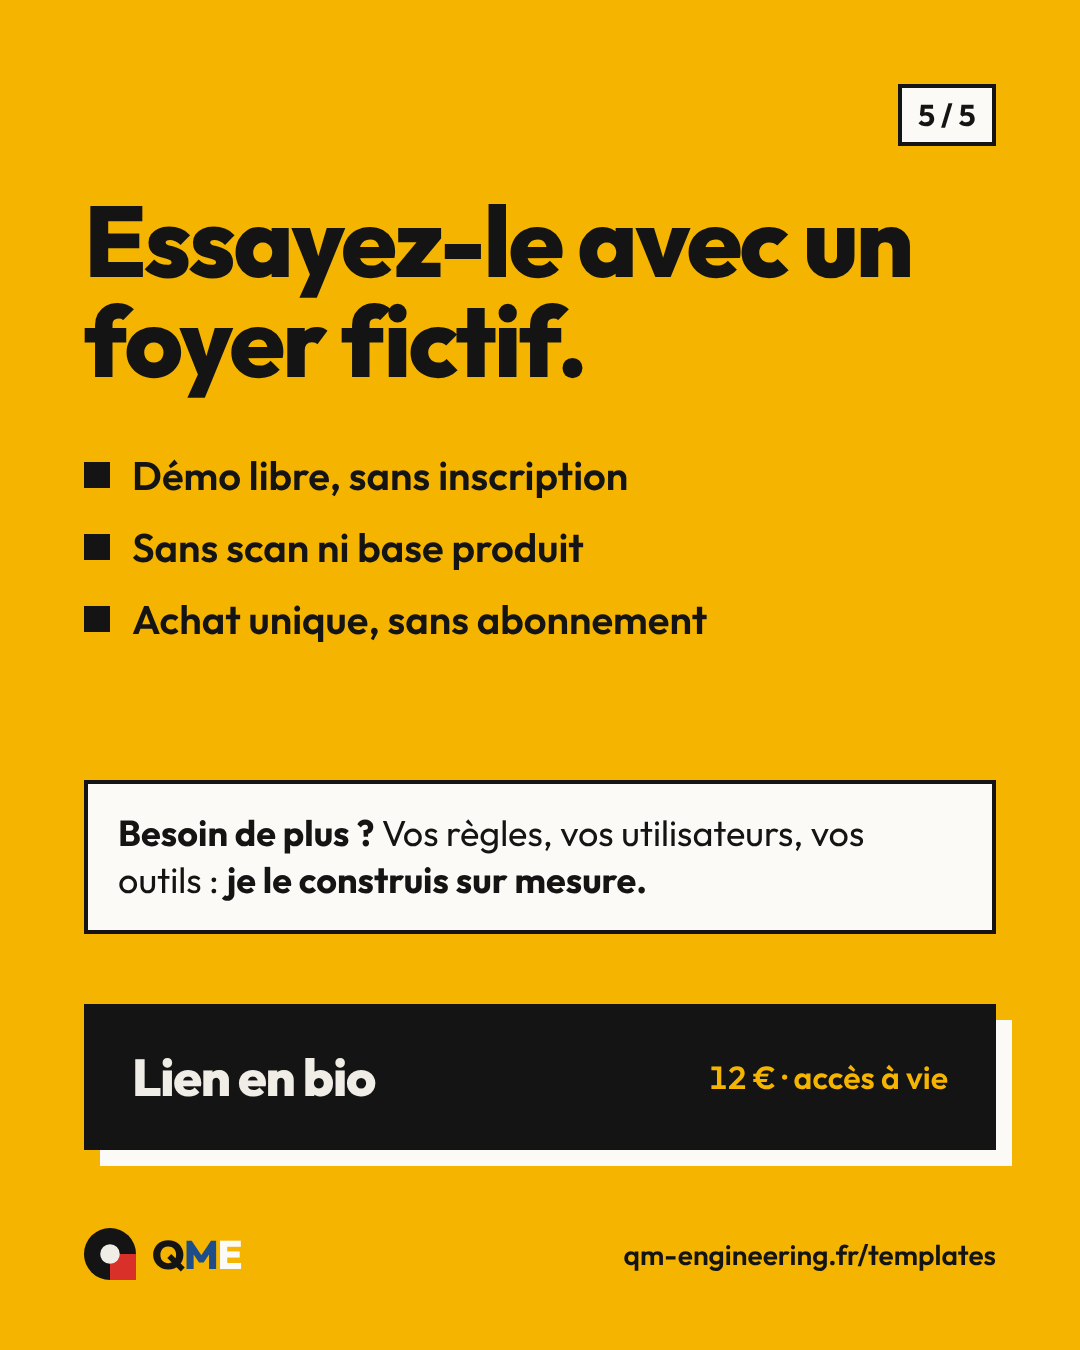 5 / 5
Essayez-le avec un
foyer fictif.
Démo libre, sans inscription
Sans scan ni base produit
Achat unique, sans abonnement
Besoin de plus ? Vos règles, vos utilisateurs, vos
outils : je le construis sur mesure.
Lien en bio
12 € · accès à vie
QME
qm-engineering.fr/templates